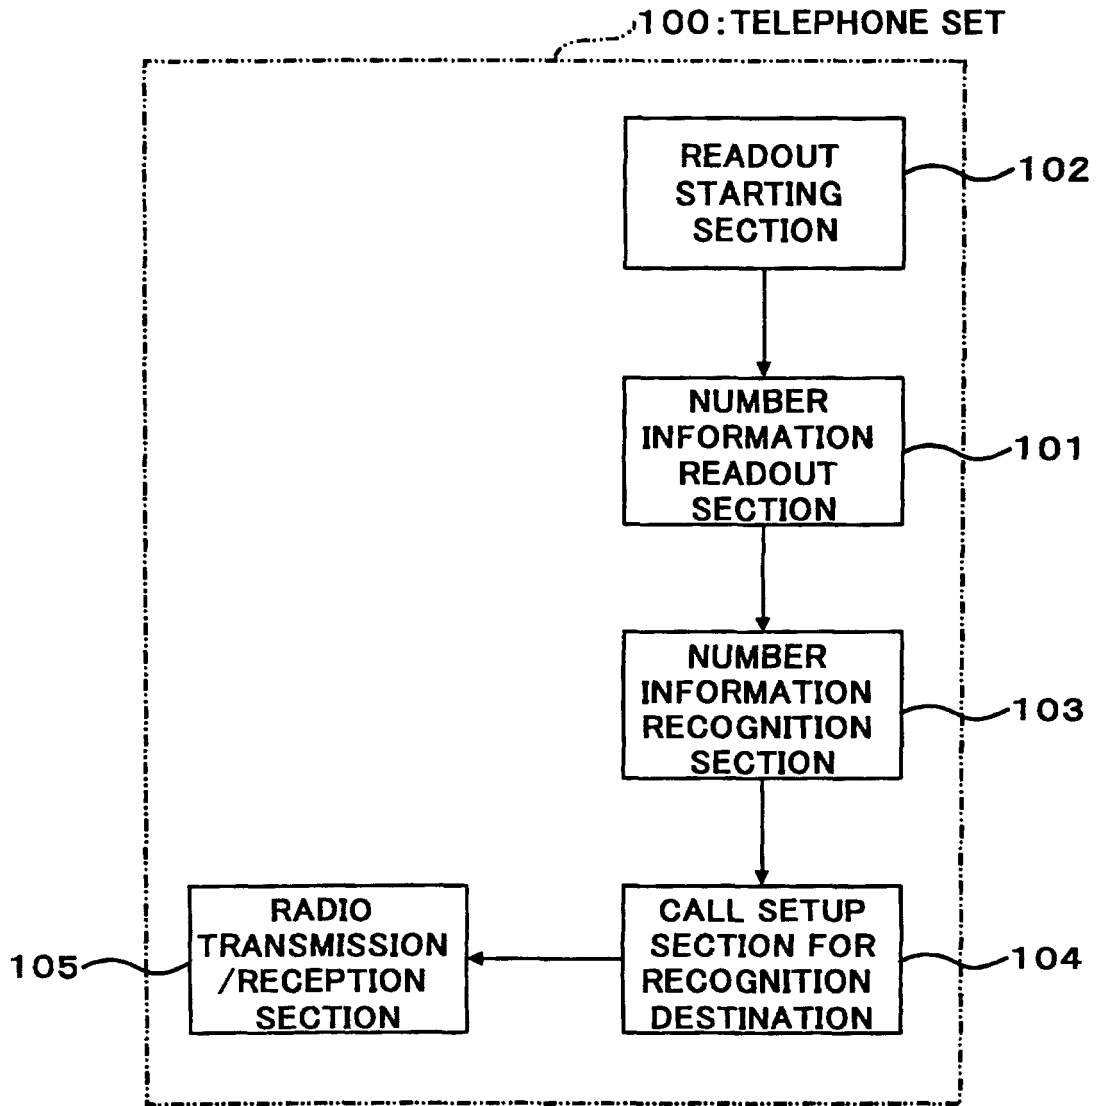 100:TELEPHONE SET
READOUT
STARTING
SECTION
102
NUMBER
INFORMATION
READOUT
SECTION
101
NUMBER
INFORMATION
RECOGNITION
SECTION
103
RADIO
TRANSMISSION
/RECEPTION
SECTION
105
CALL SETUP
SECTION FOR
RECOGNITION
DESTINATION
104